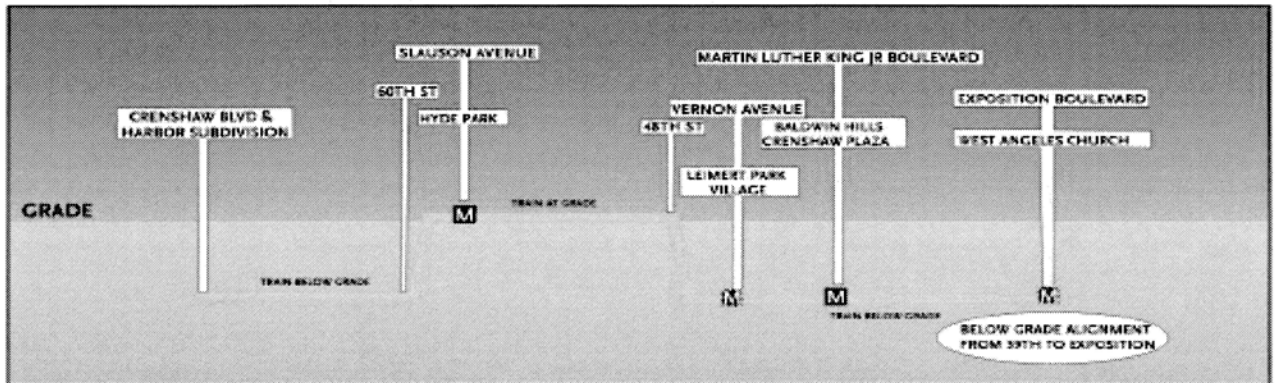 SLAUSON AVENUE
MARTIN LUTHER KING JR BOULEVARD
60TH ST
EXPOSITION BOULEVARD
CRENSHAW BLVD &
HARBOR SUBDIVISION
HYDE PARK
VERNON AVENUE
48TH ST
BALDWIN HILLS
CRENSHAW PLAZA
WEST ANGELES CHURCH
LEIMERT PARK
VILLAGE
GRADE
M
TRAIN AT GRADE
TRAIN BELOW GRADE
M
M
M
TRAIN BELOW GRADE
BELOW GRADE ALIGNMENT
FROM 39TH TO EXPOSITION